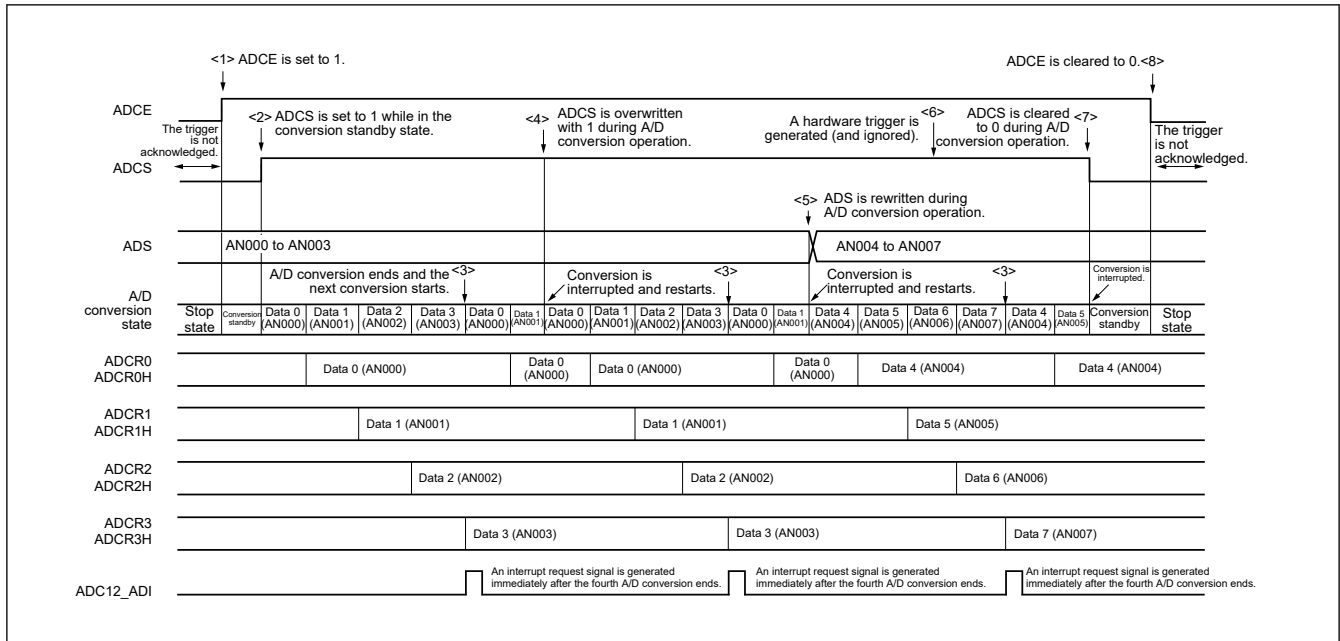 <1> ADCE is set to 1.
ADCE is cleared to 0.<8>
ADCE
The trigger
is not
acknowledged.
<2> ADCS is set to 1 while in the
conversion standby state.
<4>
ADCS is overwritten
with 1 during A/D
conversion operation.
A hardware trigger is
generated (and ignored).
<6>
ADCS is cleared
to 0 during A/D
conversion operation.
<7>
The trigger
is not
acknowledged.
ADCS
<5> ADS is rewritten during
A/D conversion operation.
ADS
AN000 to AN003
AN004 to AN007
A/D conversion ends and the
next conversion starts.
<3>
Conversion is
interrupted and restarts.
<3>
Conversion is
interrupted and restarts.
<3>
Conversion is
interrupted.
A/D
conversion
state
Stop
state
Conversion
standby
Data 0
(AN000)
Data 1
(AN001)
Data 2
(AN002)
Data 3
(AN003)
Data 0
(AN000)
Data 1
(AN001)
Data 0
(AN000)
Data 1
(AN001)
Data 2
(AN002)
Data 3
(AN003)
Data 0
(AN000)
Data 1
(AN001)
Data 4
(AN004)
Data 5
(AN005)
Data 6
(AN006)
Data 7
(AN007)
Data 4
(AN004)
Data 5
(AN005)
Conversion
standby
Stop
state
ADCR0
ADCR0H
Data 0 (AN000)
Data 0
(AN000)
Data 0 (AN000)
Data 0
(AN000)
Data 4 (AN004)
Data 4 (AN004)
ADCR1
ADCR1H
Data 1 (AN001)
Data 1 (AN001)
Data 5 (AN005)
ADCR2
ADCR2H
Data 2 (AN002)
Data 2 (AN002)
Data 6 (AN006)
ADCR3
ADCR3H
Data 3 (AN003)
Data 3 (AN003)
Data 7 (AN007)
ADC12_ADI
An interrupt request signal is generated
immediately after the fourth A/D conversion ends.
An interrupt request signal is generated
immediately after the fourth A/D conversion ends.
An interrupt request signal is generated
immediately after the fourth A/D conversion ends.